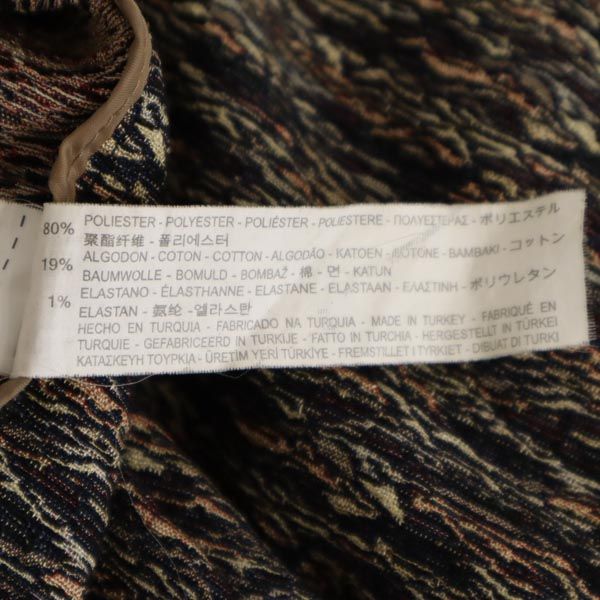 80% POLIESTER - POLYESTER - POLIÉSTER - POLIESTERE - ΠΟΛΥΕΣΤΕΡΑΣ - ポリエステル
聚酯纤维 - 폴리에스터
19% ALGODON - COTON - COTTON - ALGODÃO - KATOEN - COTONE - BAMBAKI - コットン
BAUMWOLLE - BOMULD - BOMBAŽ - 棉 - 면 - KATUN
1% ELASTANO - ÉLASTHANNE - ELASTANE - ELASTAAN - ΕΛΑΣΤΙΝΗ - ポリウレタン
ELASTAN - 氨纶 - 엘라스판
HECHO EN TURQUIA - FABRICADO NA TURQUIA - MADE IN TURKEY - FABRIQUÉ EN
TURQUIE - GEFABRICEERD IN TURKIJE - FATTO IN TURCHIA - HERGESTELLT IN TÜRKEI
ΚΑΤΑΣΚΕΥΗ ΤΟΥΡΚΙΑ - ÜRETİM YERİ TÜRKİYE - FREMSTILLET I TYRKIET - DIBUAT DI TURKI